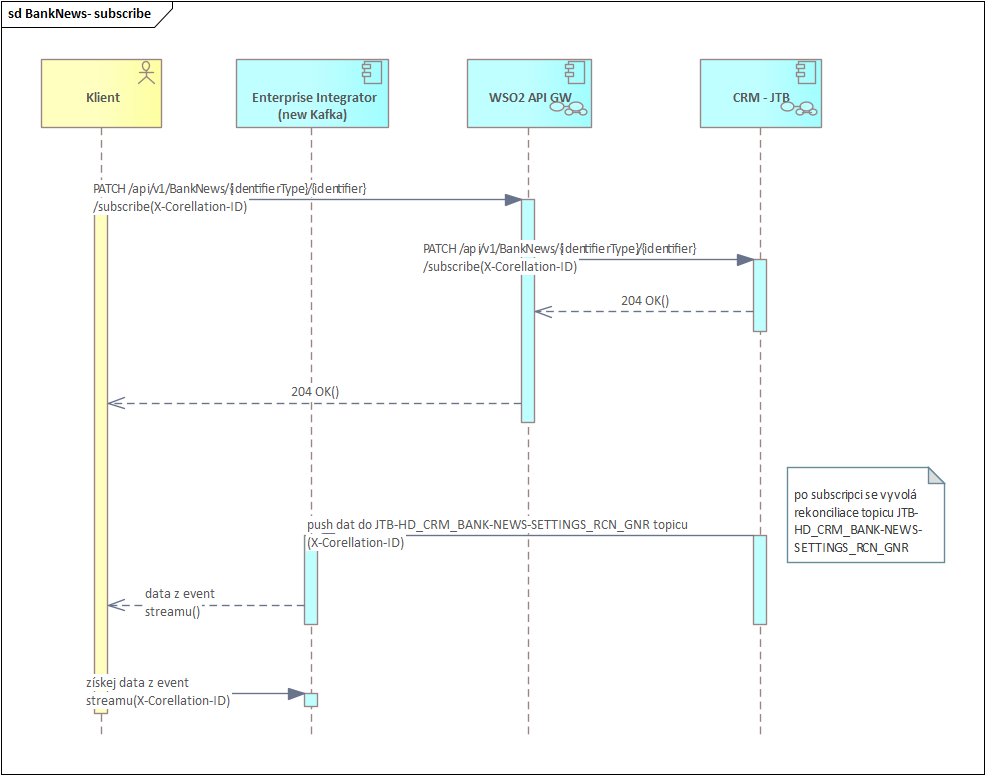 sd BankNews- subscribe
Klient
Enterprise Integrator
(new Kafka)
WSO2 API GW
CRM - JTB
PATCH /api/v1/BankNews/{identifierType}/{identifier}
/subscribe(X-Corellation-ID)
PATCH /api/v1/BankNews/{identifierType}/{identifier}
/subscribe(X-Corellation-ID)
204 OK()
204 OK()
po subscripci se vyvolá
rekonciliace topicu JTB-
HD_CRM_BANK-NEWS-
SETTINGS_RCN_GNR
push dat do JTB-HD_CRM_BANK-NEWS-SETTINGS_RCN_GNR topicu
(X-Corellation-ID)
data z event
streamu()
získej data z event
streamu(X-Corellation-ID)